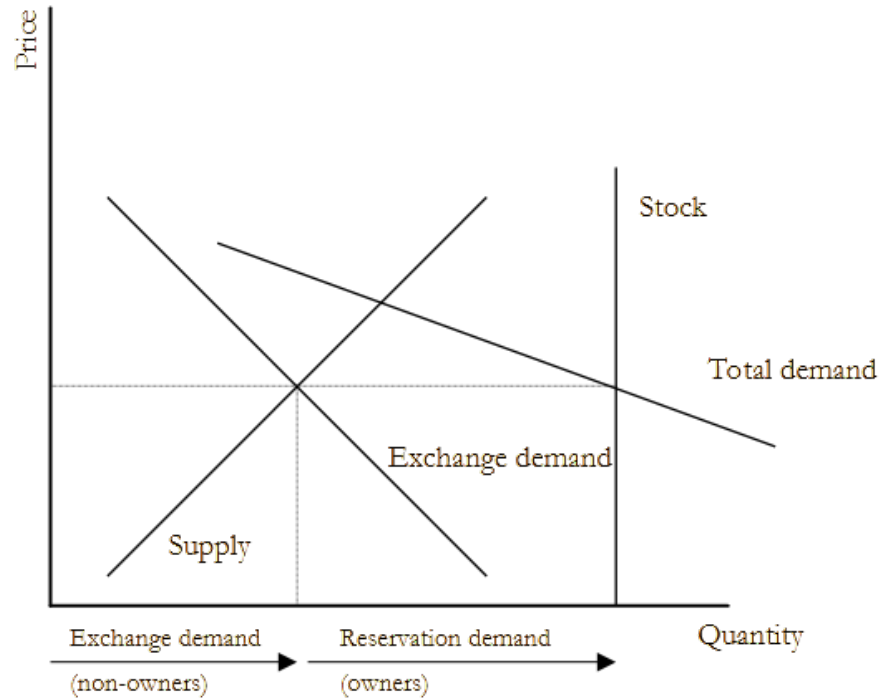 Price
Stock
Total demand
Exchange demand
Supply
Exchange demand
(non-owners)
Reservation demand
(owners)
Quantity